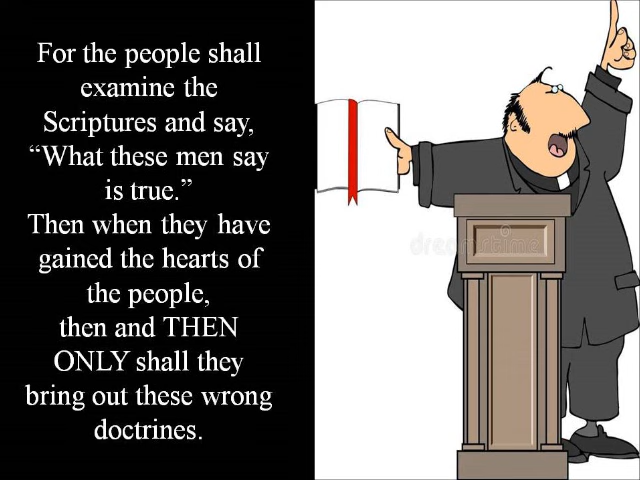 For the people shall
examine the
Scriptures and say,
“What these men say
is true.”
Then when they have
gained the hearts of
the people,
then and THEN
ONLY shall they
bring out these wrong
doctrines.
dreamstime